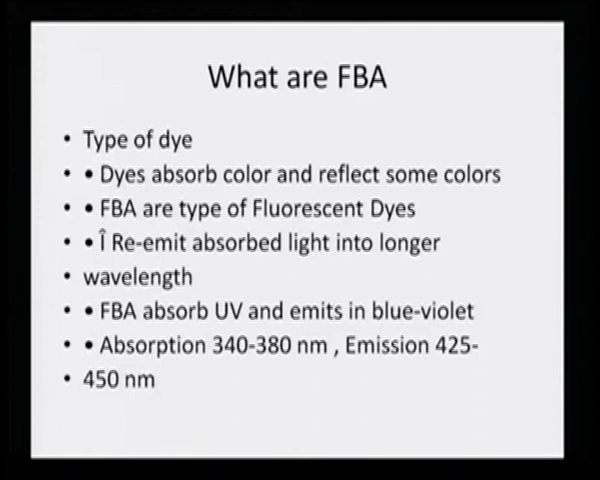 What are FBA
• Type of dye
• • Dyes absorb color and reflect some colors
• • FBA are type of Fluorescent Dyes
• • Î Re-emit absorbed light into longer
• wavelength
• • FBA absorb UV and emits in blue-violet
• • Absorption 340-380 nm , Emission 425-
• 450 nm